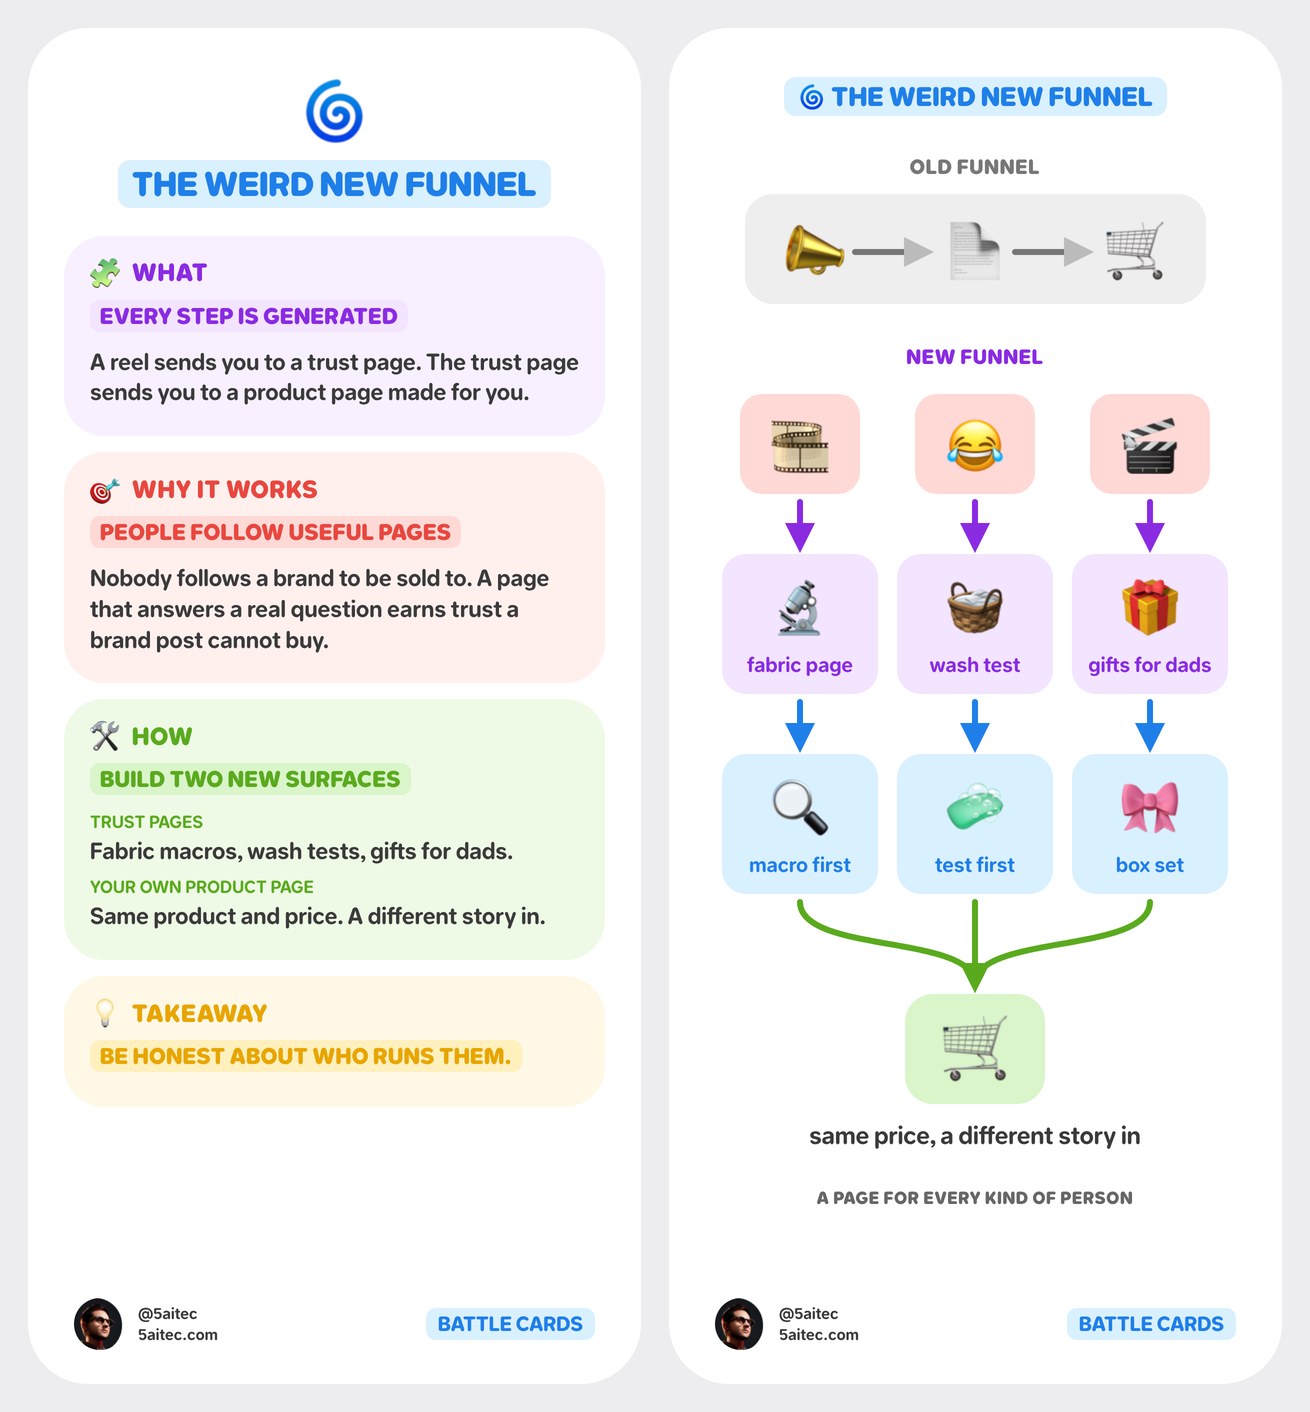 THE WEIRD NEW FUNNEL
WHAT
EVERY STEP IS GENERATED
A reel sends you to a trust page. The trust page
sends you to a product page made for you.
WHY IT WORKS
PEOPLE FOLLOW USEFUL PAGES
Nobody follows a brand to be sold to. A page
that answers a real question earns trust a
brand post cannot buy.
HOW
BUILD TWO NEW SURFACES
TRUST PAGES
Fabric macros, wash tests, gifts for dads.
YOUR OWN PRODUCT PAGE
Same product and price. A different story in.
TAKEAWAY
BE HONEST ABOUT WHO RUNS THEM.
@5aitec
5aitec.com
BATTLE CARDS
THE WEIRD NEW FUNNEL
OLD FUNNEL
NEW FUNNEL
fabric page
wash test
gifts for dads
macro first
test first
box set
same price, a different story in
A PAGE FOR EVERY KIND OF PERSON
@5aitec
5aitec.com
BATTLE CARDS